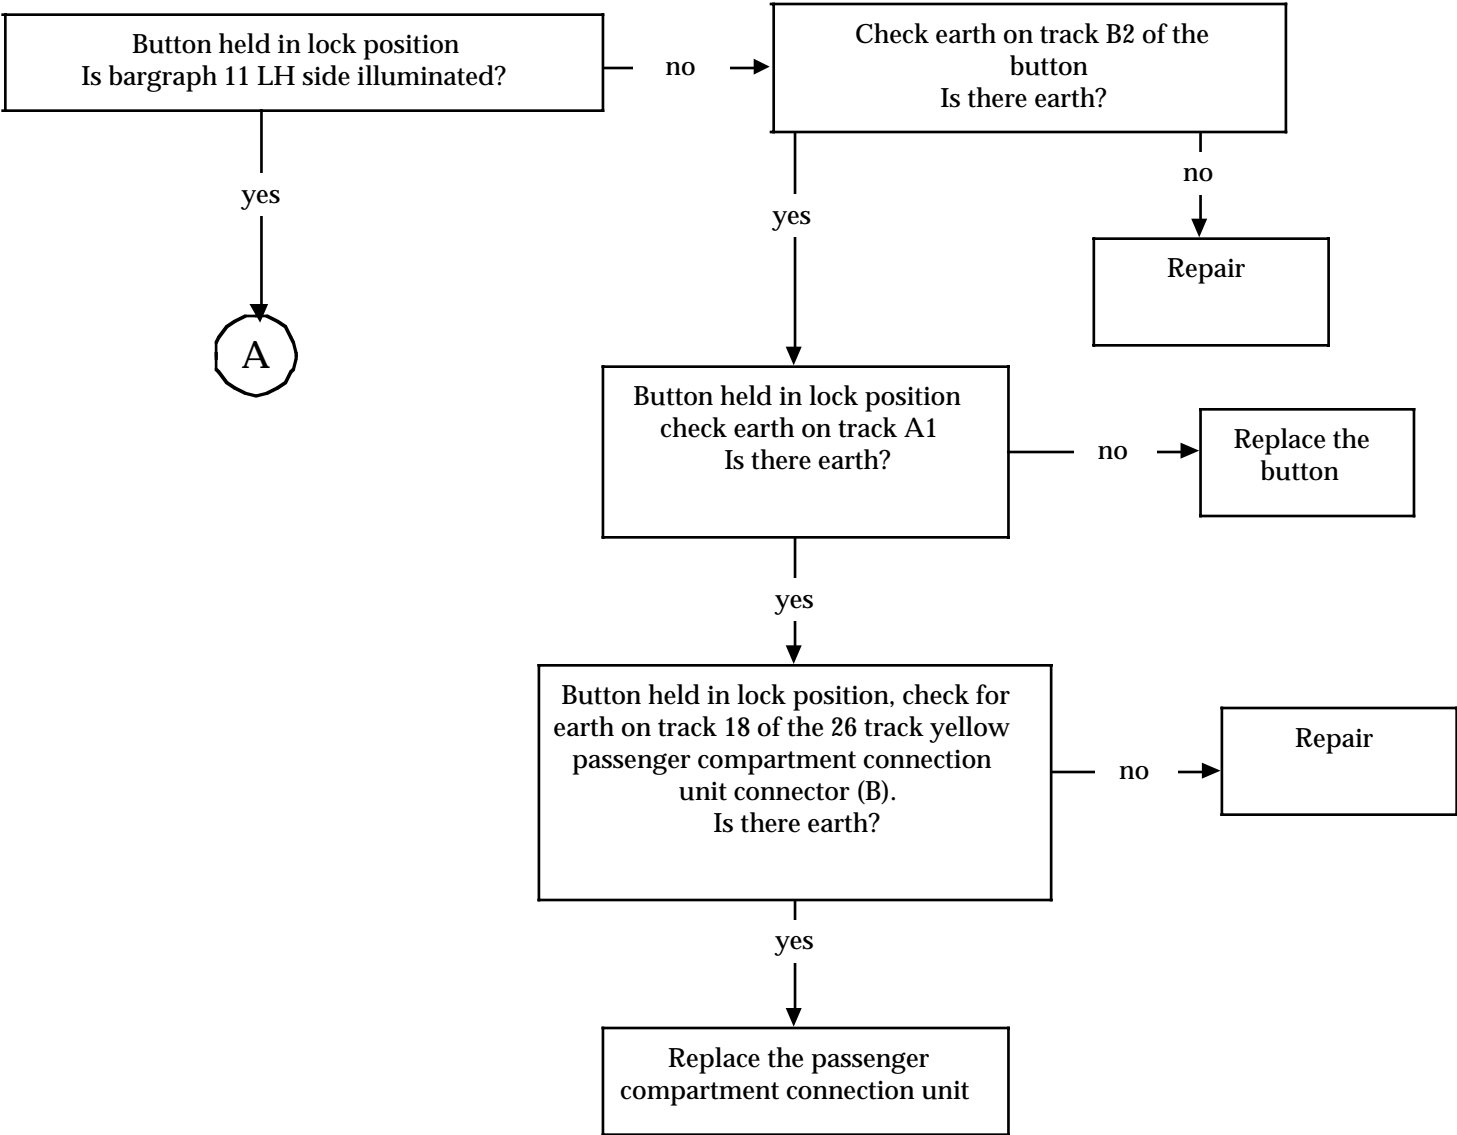 Button held in lock position
Is bargraph 11 LH side illuminated?
no
Check earth on track B2 of the
button
Is there earth?
yes
A
yes
no
Repair
Button held in lock position
check earth on track A1
Is there earth?
no
Replace the
button
yes
Button held in lock position, check for
earth on track 18 of the 26 track yellow
passenger compartment connection
unit connector (B).
Is there earth?
no
Repair
yes
Replace the passenger
compartment connection unit